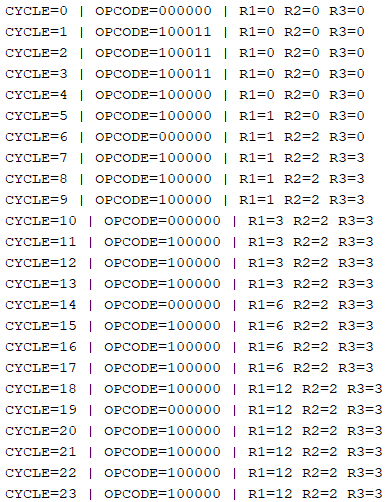 CYCLE=0 | OPCODE=000000 | R1=0 R2=0 R3=0
CYCLE=1 | OPCODE=100011 | R1=0 R2=0 R3=0
CYCLE=2 | OPCODE=100011 | R1=0 R2=0 R3=0
CYCLE=3 | OPCODE=100011 | R1=0 R2=0 R3=0
CYCLE=4 | OPCODE=100000 | R1=0 R2=0 R3=0
CYCLE=5 | OPCODE=100000 | R1=1 R2=0 R3=0
CYCLE=6 | OPCODE=000000 | R1=1 R2=2 R3=0
CYCLE=7 | OPCODE=100000 | R1=1 R2=2 R3=3
CYCLE=8 | OPCODE=100000 | R1=1 R2=2 R3=3
CYCLE=9 | OPCODE=100000 | R1=1 R2=2 R3=3
CYCLE=10 | OPCODE=000000 | R1=3 R2=2 R3=3
CYCLE=11 | OPCODE=100000 | R1=3 R2=2 R3=3
CYCLE=12 | OPCODE=100000 | R1=3 R2=2 R3=3
CYCLE=13 | OPCODE=100000 | R1=3 R2=2 R3=3
CYCLE=14 | OPCODE=000000 | R1=6 R2=2 R3=3
CYCLE=15 | OPCODE=100000 | R1=6 R2=2 R3=3
CYCLE=16 | OPCODE=100000 | R1=6 R2=2 R3=3
CYCLE=17 | OPCODE=100000 | R1=6 R2=2 R3=3
CYCLE=18 | OPCODE=100000 | R1=12 R2=2 R3=3
CYCLE=19 | OPCODE=000000 | R1=12 R2=2 R3=3
CYCLE=20 | OPCODE=100000 | R1=12 R2=2 R3=3
CYCLE=21 | OPCODE=100000 | R1=12 R2=2 R3=3
CYCLE=22 | OPCODE=100000 | R1=12 R2=2 R3=3
CYCLE=23 | OPCODE=100000 | R1=12 R2=2 R3=3